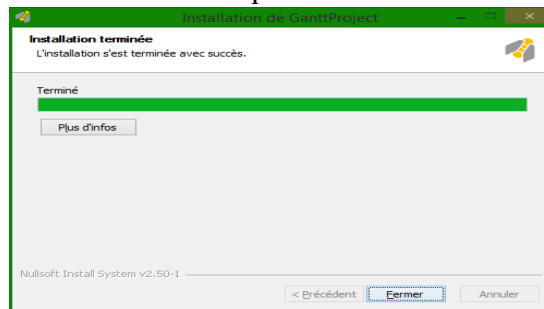 Installation de GanttProject
Installation terminée
L'installation s'est terminée avec succès.
Terminé
Plus d'infos
Nullsoft Install System v2.50-1
< Précédent Fermer Annuler